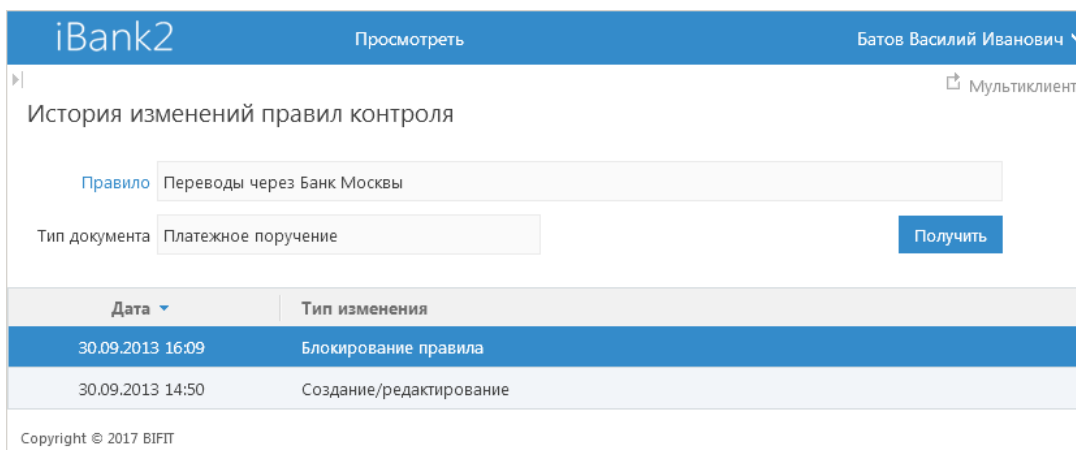 iBank2 Просмотреть Батов Василий Иванович
Мультиклиент
История изменений правил контроля
Правило Переводы через Банк Москвы
Тип документа Платежное поручение Получить
Дата Тип изменения
30.09.2013 16:09 Блокирование правила
30.09.2013 14:50 Создание/редактирование
Copyright © 2017 BIFIT